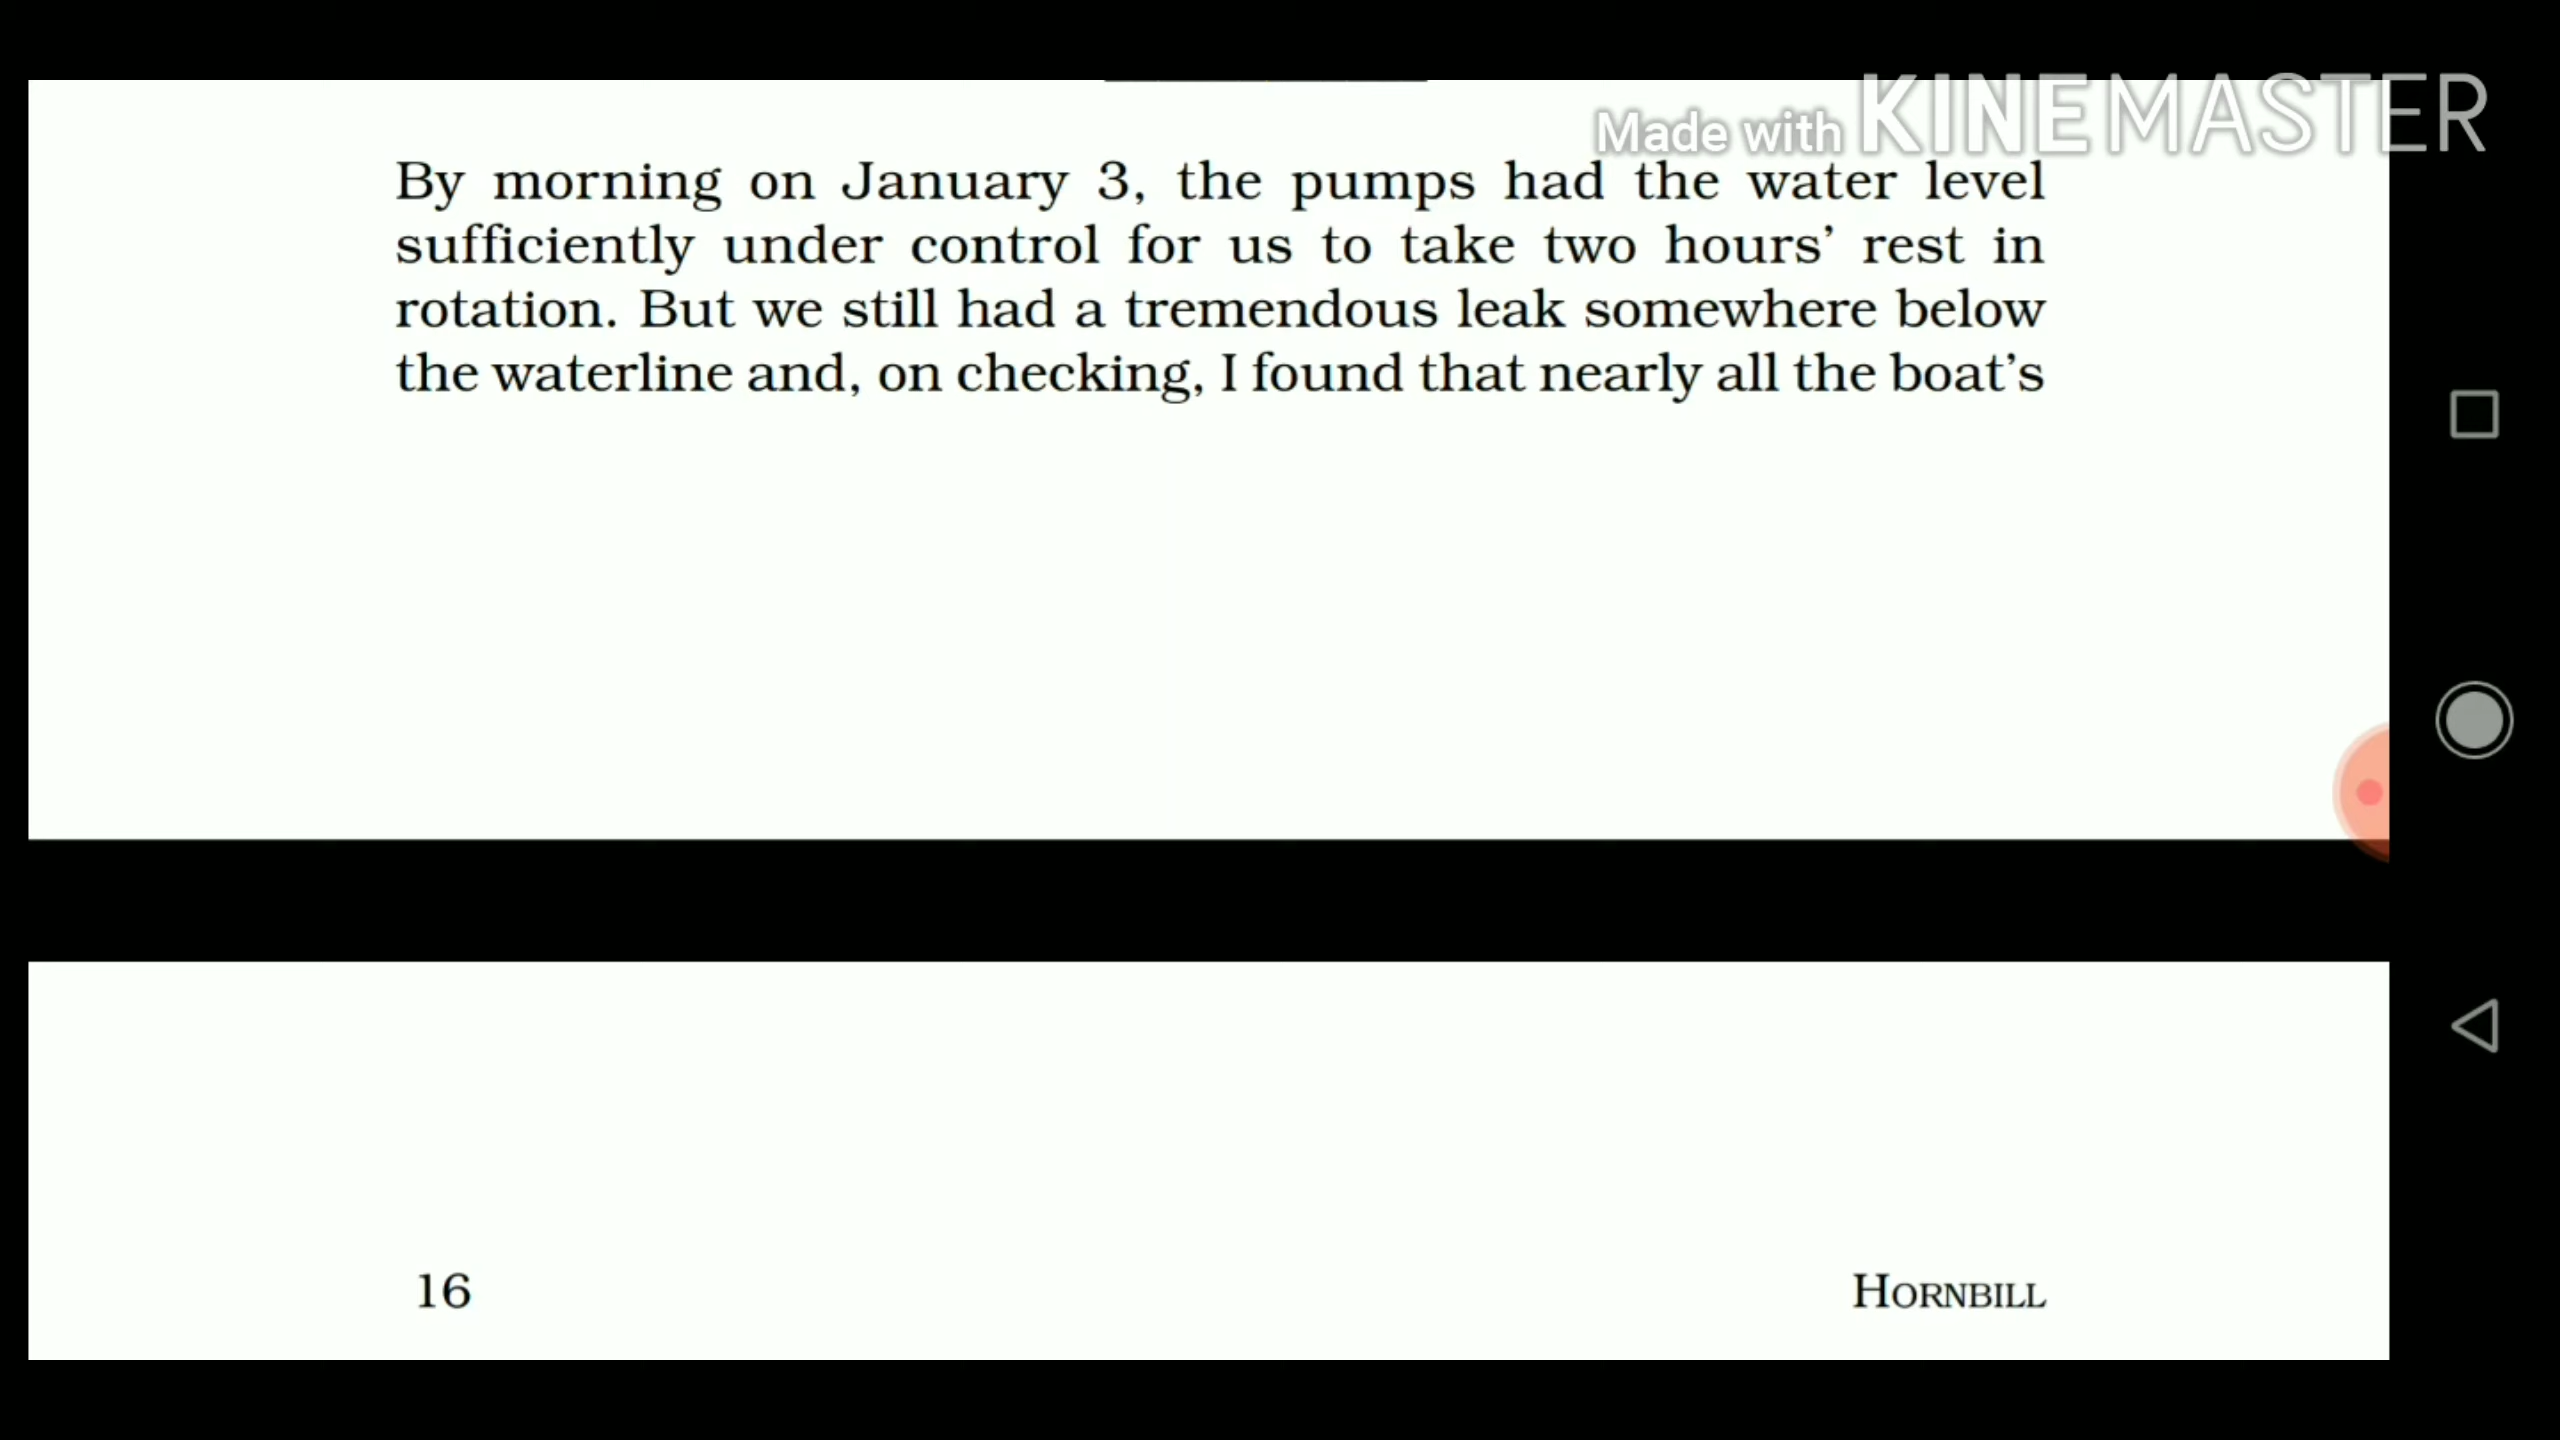 Made with KINEMASTER
By morning on January 3, the pumps had the water level
sufficiently under control for us to take two hours’ rest in
rotation. But we still had a tremendous leak somewhere below
the waterline and, on checking, I found that nearly all the boat’s
16 HORNBILL